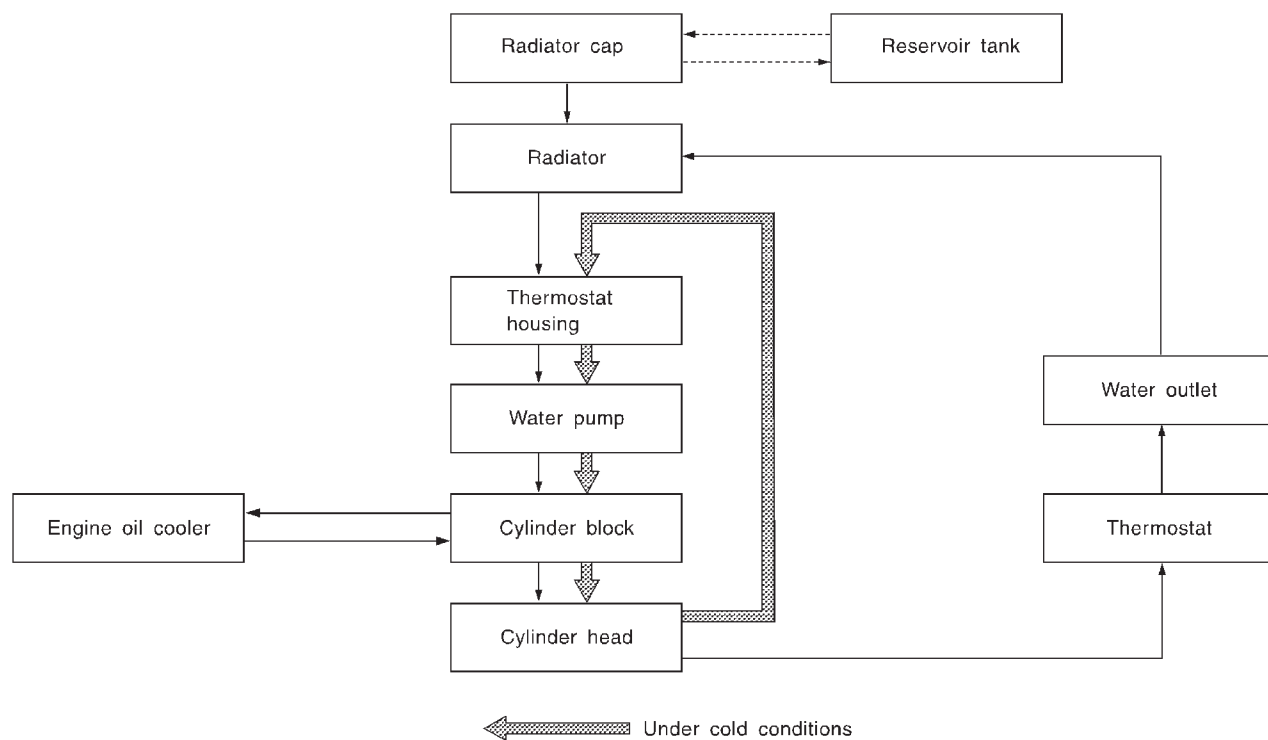 Radiator cap
Reservoir tank
Radiator
Thermostat
housing
Water outlet
Water pump
Engine oil cooler
Cylinder block
Thermostat
Cylinder head
Under cold conditions